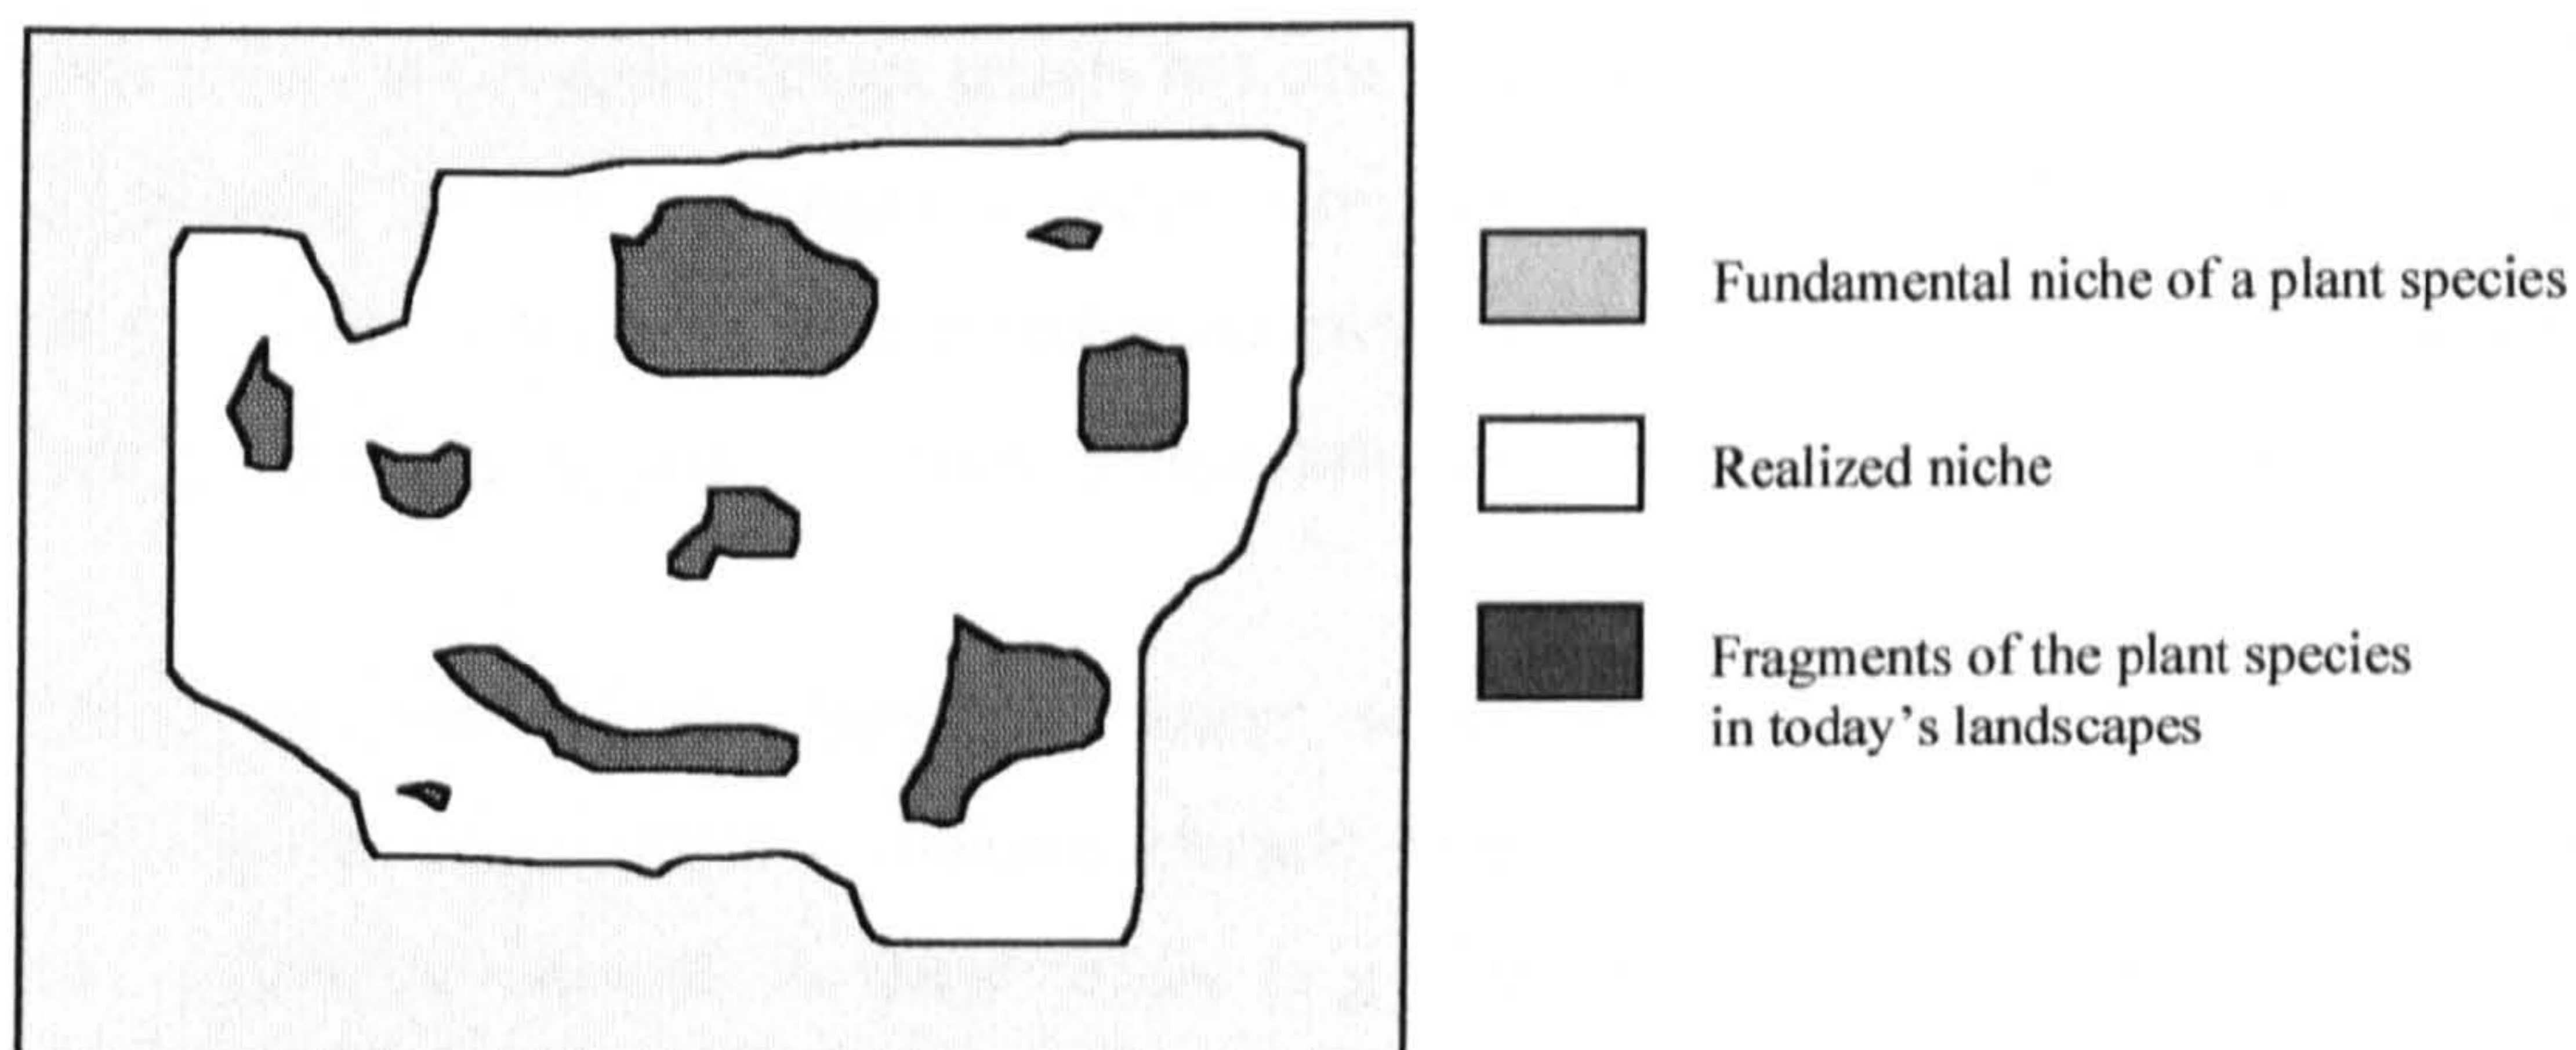 Fundamental niche of a plant species
Realized niche
Fragments of the plant species
in today's landscapes